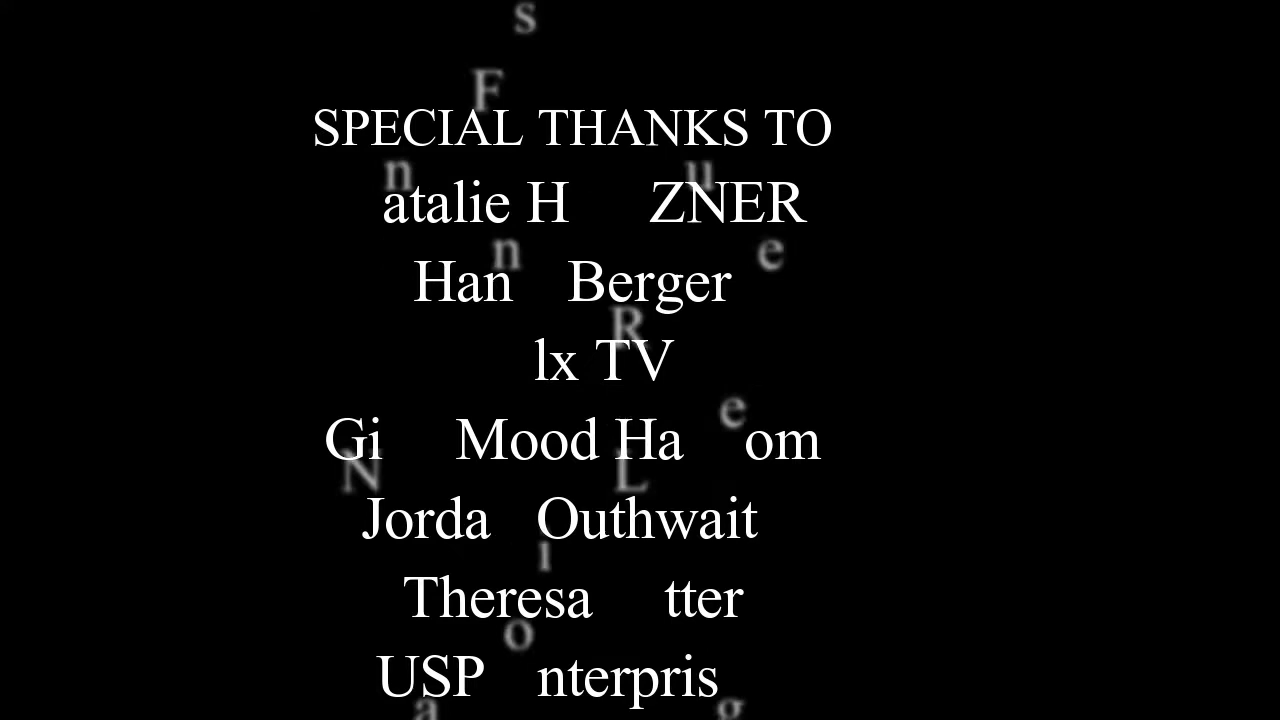 s
F
SPECIAL THANKS TO
n u
atalie H ZNER
n e
Han Berger
R
lx TV
e
Gi Mood Ha om
N L
Jorda Outhwait
i
Theresa tter
o
USP nterpris
a g